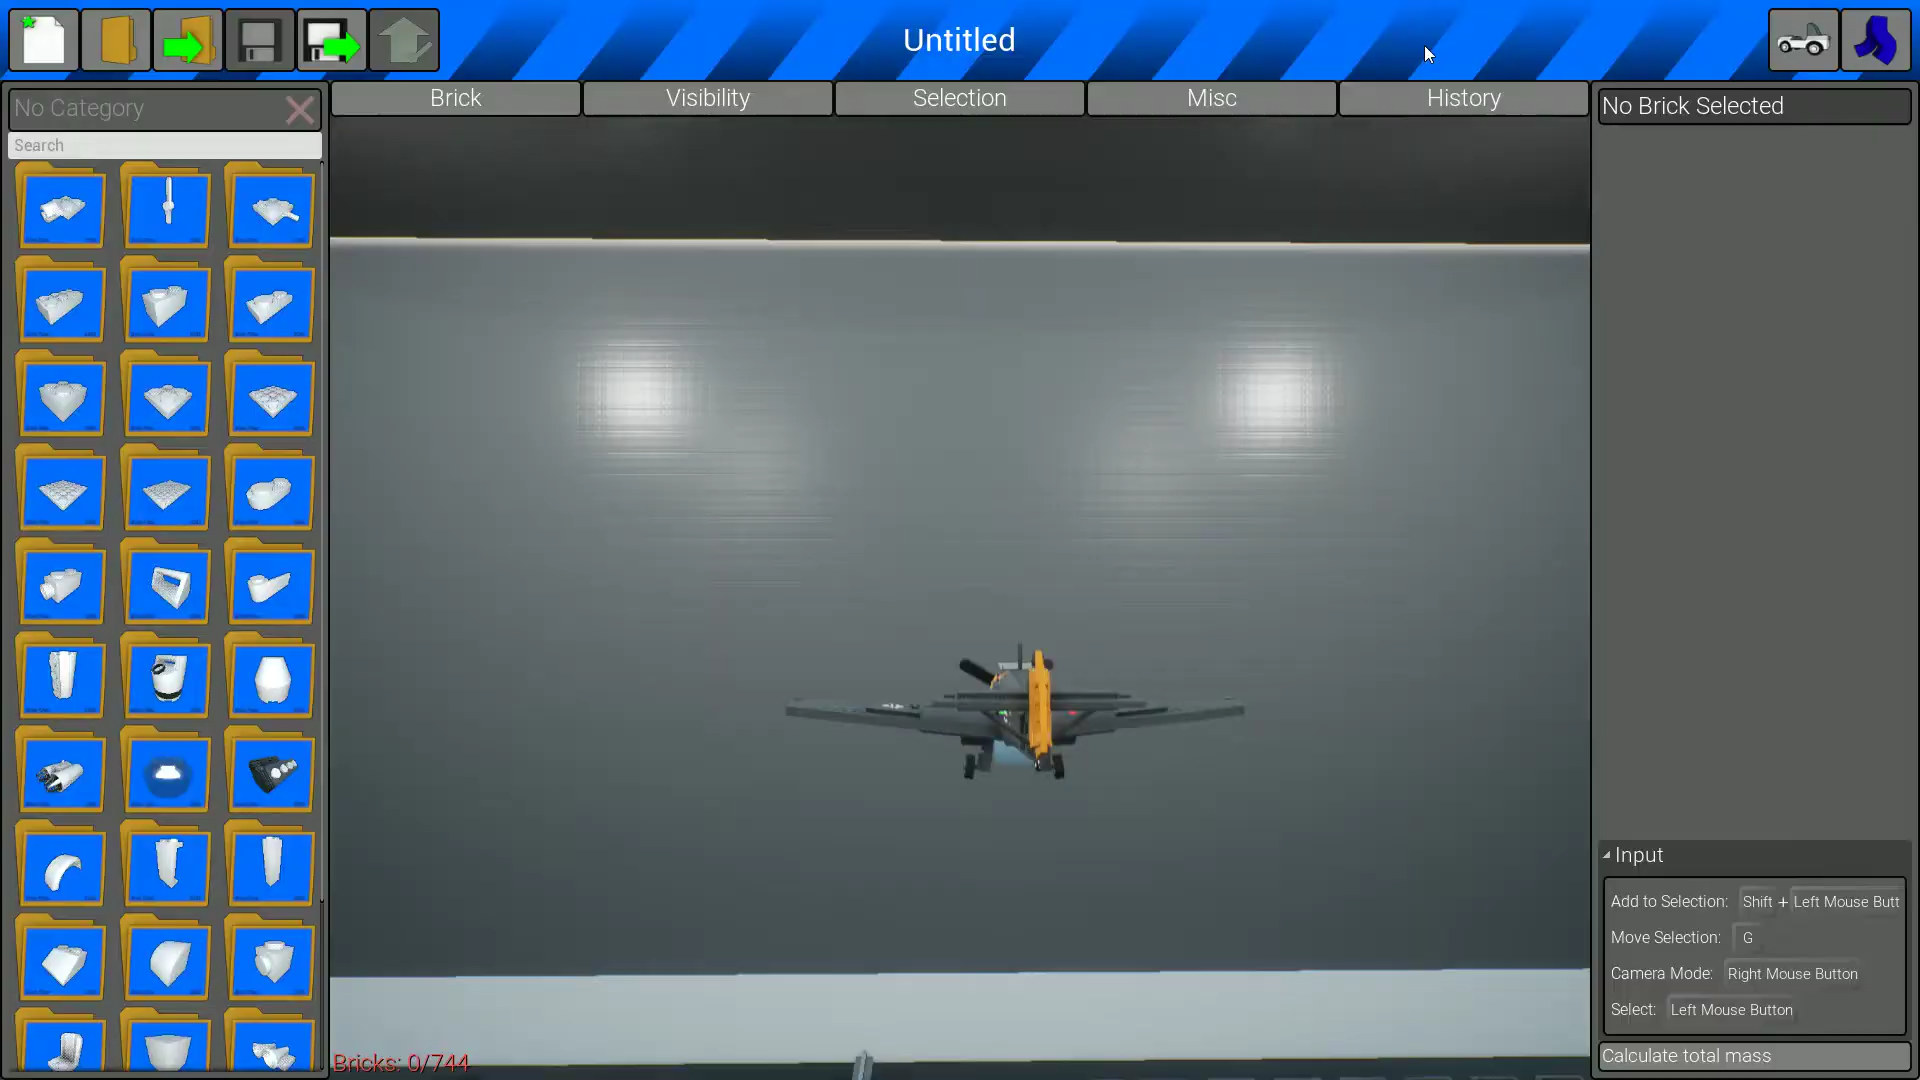 Untitled
No Category
Search
Brick
Visibility
Selection
Misc
History
No Brick Selected
Input
Add to Selection: Shift + Left Mouse Butt
Move Selection: G
Camera Mode: Right Mouse Button
Select: Left Mouse Button
Calculate total mass
Bricks: 0/744